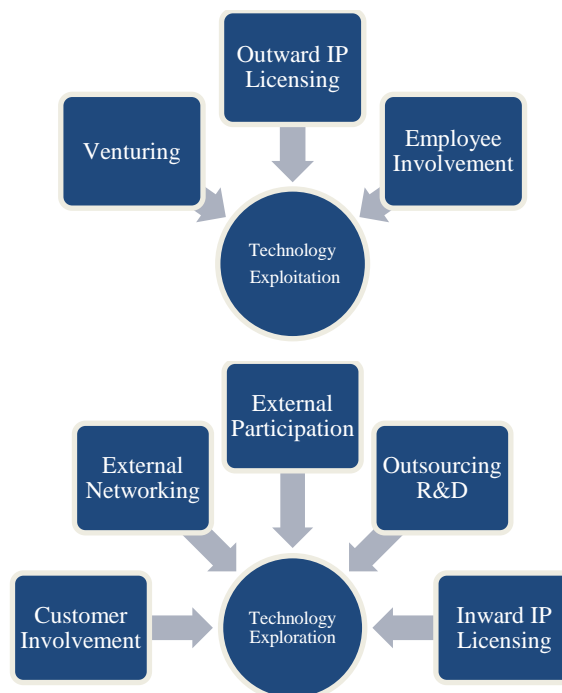 Outward IP
Licensing
Venturing
Employee
Involvement
Technology
Exploitation
External
Participation
External
Networking
Outsourcing
R&D
Customer
Involvement
Technology
Exploration
Inward IP
Licensing